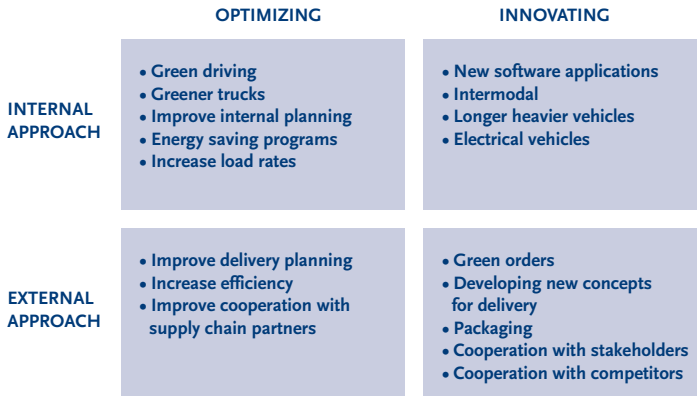 OPTIMIZING
INNOVATING
INTERNAL
APPROACH
• Green driving
• Greener trucks
• Improve internal planning
• Energy saving programs
• Increase load rates
• New software applications
• Intermodal
• Longer heavier vehicles
• Electrical vehicles
EXTERNAL
APPROACH
• Improve delivery planning
• Increase efficiency
• Improve cooperation with
supply chain partners
• Green orders
• Developing new concepts
for delivery
• Packaging
• Cooperation with stakeholders
• Cooperation with competitors